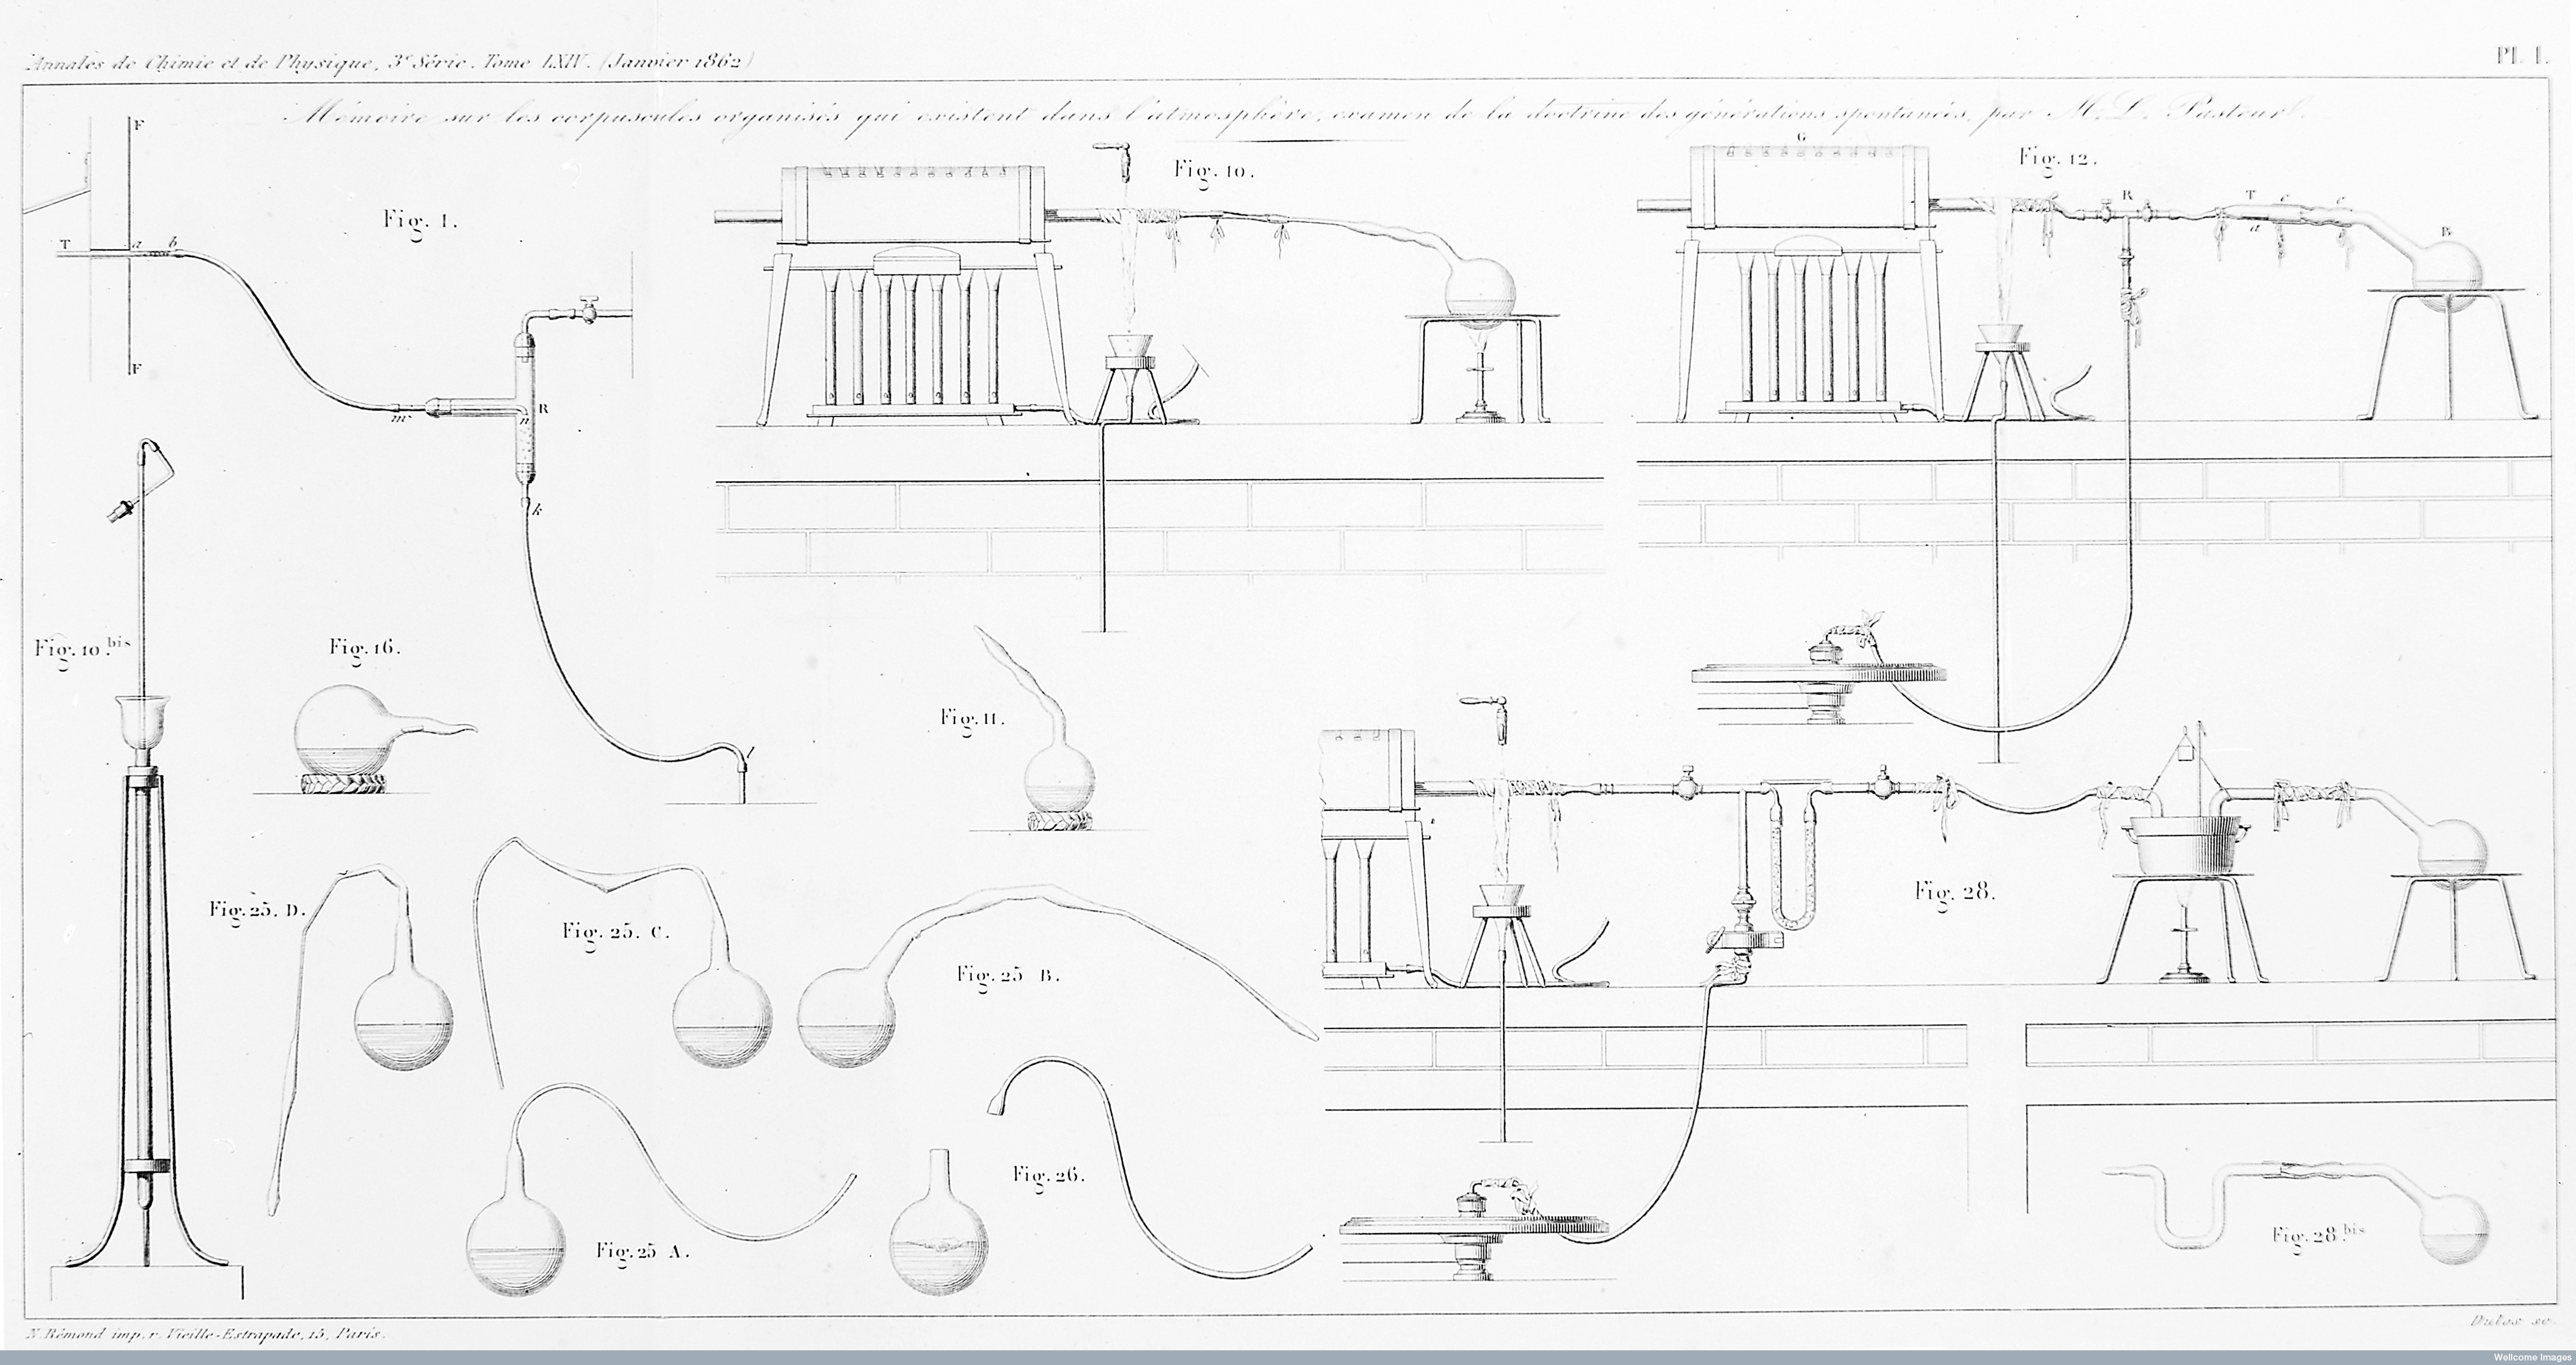 Annales de Chimie et de Physique, 3e Série. Tome LXIV. (Janvier 1862)
Pl. I.
Mémoire sur les corpuscules organisés qui existent dans l'atmosphère, examen de la doctrine des générations spontanées, par M. L. Pasteur.
F
Fig. 1.
T a b
F
m n R
k
l
Fig. 10.
G
Fig. 12.
R T c c
a
B
Fig. 10 bis
Fig. 16.
Fig. 11.
Fig. 25. D.
Fig. 25. C.
Fig. 25 B.
Fig. 28.
Fig. 25 A.
Fig. 26.
Fig. 28 bis
N. Rémond imp. r. Vieille-Estrapade, 15, Paris.
Dulos sc.
Wellcome Images